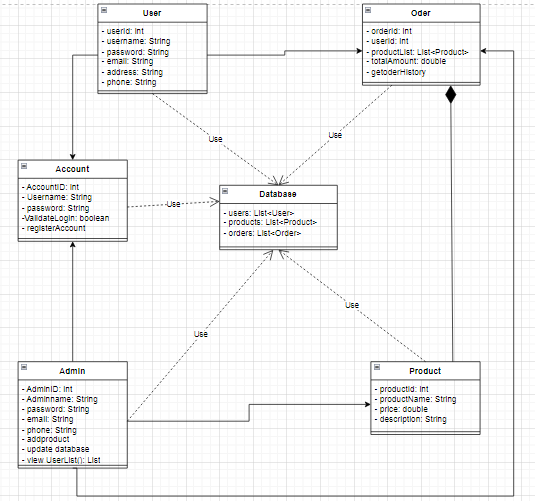 User
- userId: int
- username: String
- password: String
- email: String
- address: String
- phone: String
Oder
- orderId: int
- userId: int
- productList: List<Product>
- totalAmount: double
- getoderHistory
Use
Use
Account
- AccountID: int
- Username: String
- password: String
-ValidateLogin: boolean
- registerAccount
Use
Database
- users: List<User>
- products: List<Product>
- orders: List<Order>
Use
Use
Admin
- AdminID: int
- Adminname: String
- password: String
- email: String
- phone: String
- addproduct
- update database
- view UserList(): List
Product
- productId: int
- productName: String
- price: double
- description: String